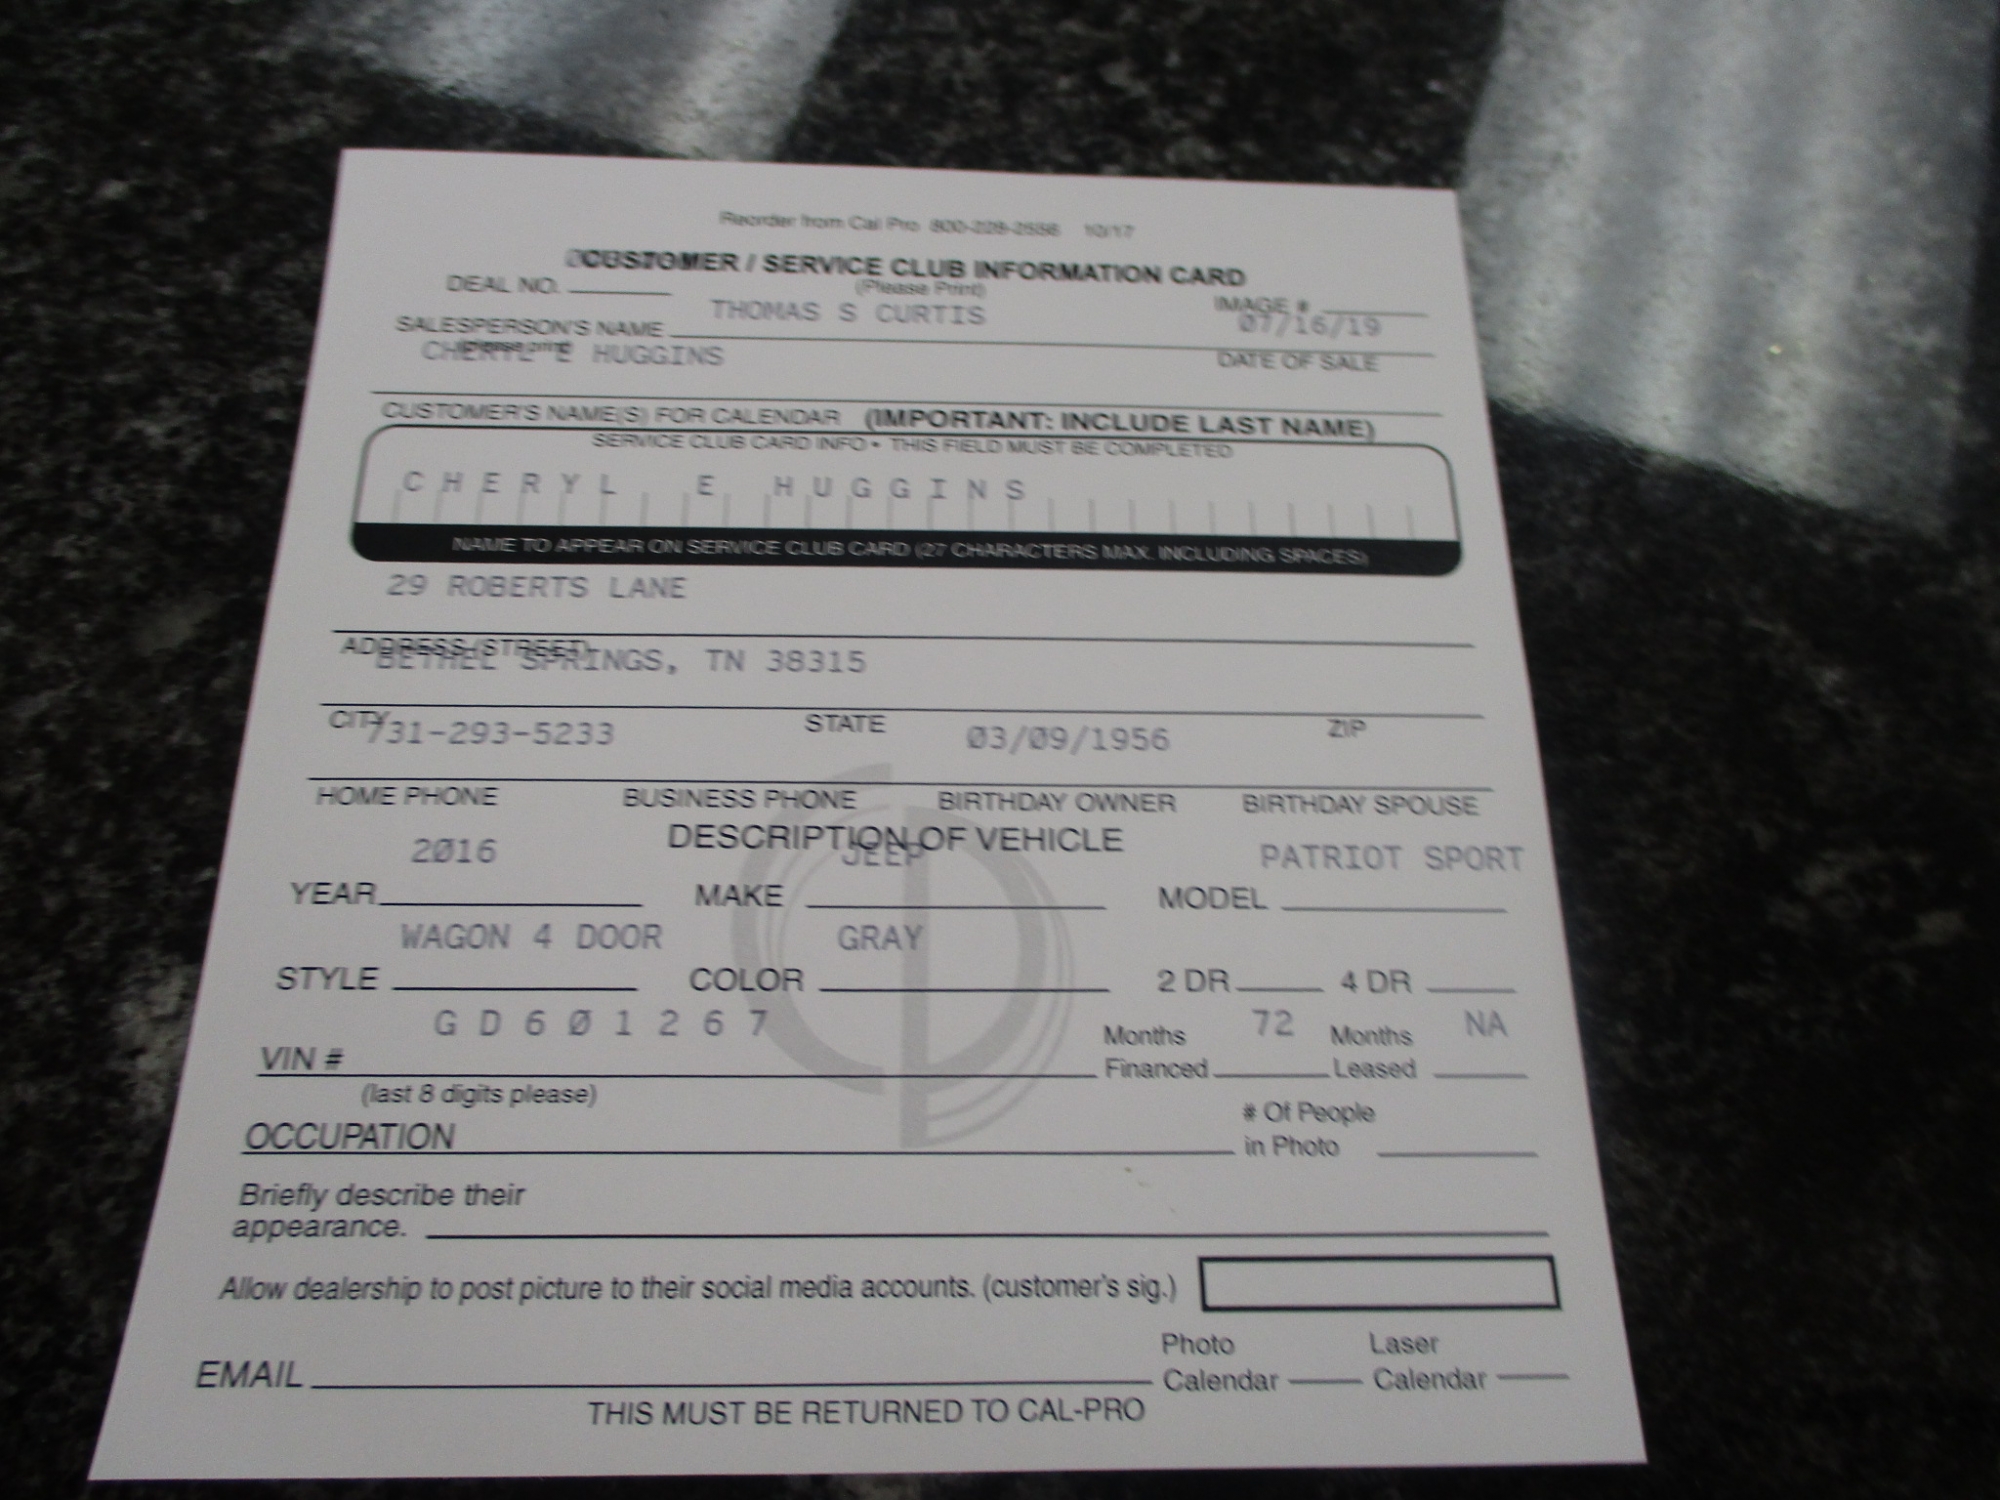 Reorder from Cal Pro 800-228-2556 10/17
CUSTOMER / SERVICE CLUB INFORMATION CARD
DEAL NO. (Please Print) IMAGE #
SALESPERSON'S NAME THOMAS S CURTIS 07/16/19
(please print) DATE OF SALE
CHERYL E HUGGINS
CUSTOMER'S NAME(S) FOR CALENDAR (IMPORTANT: INCLUDE LAST NAME)
SERVICE CLUB CARD INFO • THIS FIELD MUST BE COMPLETED
CHERYL E HUGGINS
NAME TO APPEAR ON SERVICE CLUB CARD (27 CHARACTERS MAX. INCLUDING SPACES)
29 ROBERTS LANE
ADDRESS (STREET)
BETHEL SPRINGS, TN 38315
CITY STATE ZIP
731-293-5233 03/09/1956
HOME PHONE BUSINESS PHONE BIRTHDAY OWNER BIRTHDAY SPOUSE
DESCRIPTION OF VEHICLE
2016 JEEP PATRIOT SPORT
YEAR MAKE MODEL
WAGON 4 DOOR GRAY
STYLE COLOR 2 DR 4 DR
GD601267 Months 72 Months NA
VIN # Financed Leased
(last 8 digits please)
# Of People
OCCUPATION in Photo
Briefly describe their
appearance.
Allow dealership to post picture to their social media accounts. (customer's sig.)
Photo Laser
EMAIL Calendar Calendar
THIS MUST BE RETURNED TO CAL-PRO